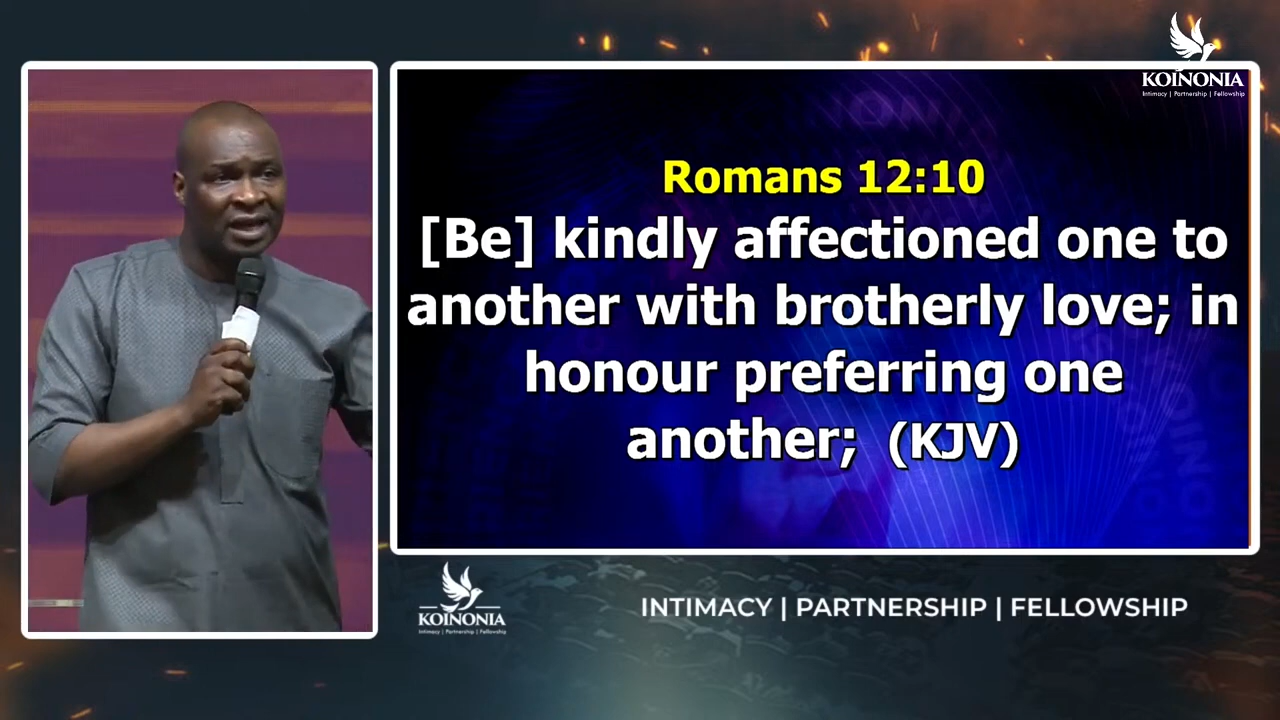 KOINONIA
Intimacy | Partnership | Fellowship
Romans 12:10
[Be] kindly affectioned one to
another with brotherly love; in
honour preferring one
another; (KJV)
KOINONIA
Intimacy | Partnership | Fellowship
INTIMACY | PARTNERSHIP | FELLOWSHIP